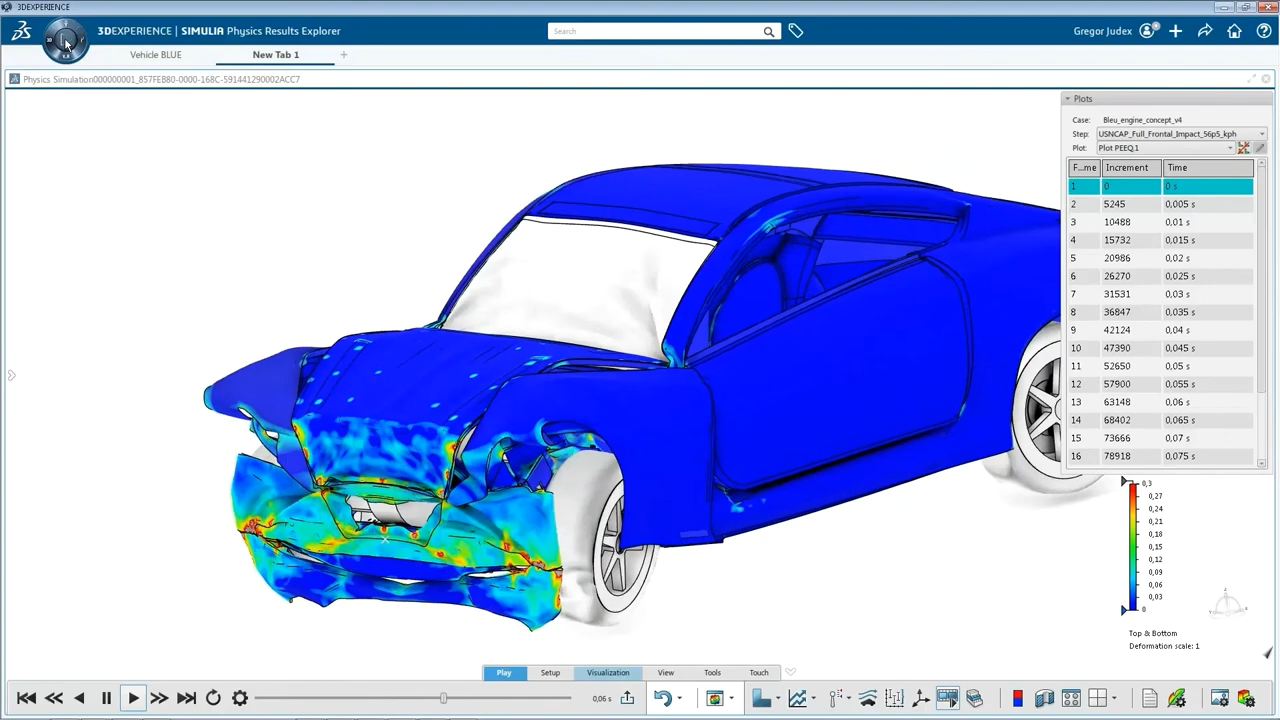 3DEXPERIENCE
3DEXPERIENCE | SIMULIA Physics Results Explorer
Search
Gregor Judex
Vehicle BLUE
New Tab 1
+
Physics Simulation000000001_857FEB80-0000-168C-591441290002ACC7
Plots
Case: Bleu_engine_concept_v4
Step: USNCAP_Full_Frontal_Impact_56p5_kph
Plot: Plot PEEQ.1
F...me Increment Time
1 0 0 s
2 5245 0,005 s
3 10488 0,01 s
4 15732 0,015 s
5 20986 0,02 s
6 26270 0,025 s
7 31531 0,03 s
8 36847 0,035 s
9 42124 0,04 s
10 47390 0,045 s
11 52650 0,05 s
12 57900 0,055 s
13 63148 0,06 s
14 68402 0,065 s
15 73666 0,07 s
16 78918 0,075 s
0,3
0,27
0,24
0,21
0,18
0,15
0,12
0,09
0,06
0,03
0
Top & Bottom
Deformation scale: 1
Play Setup Visualization View Tools Touch
0,06 s